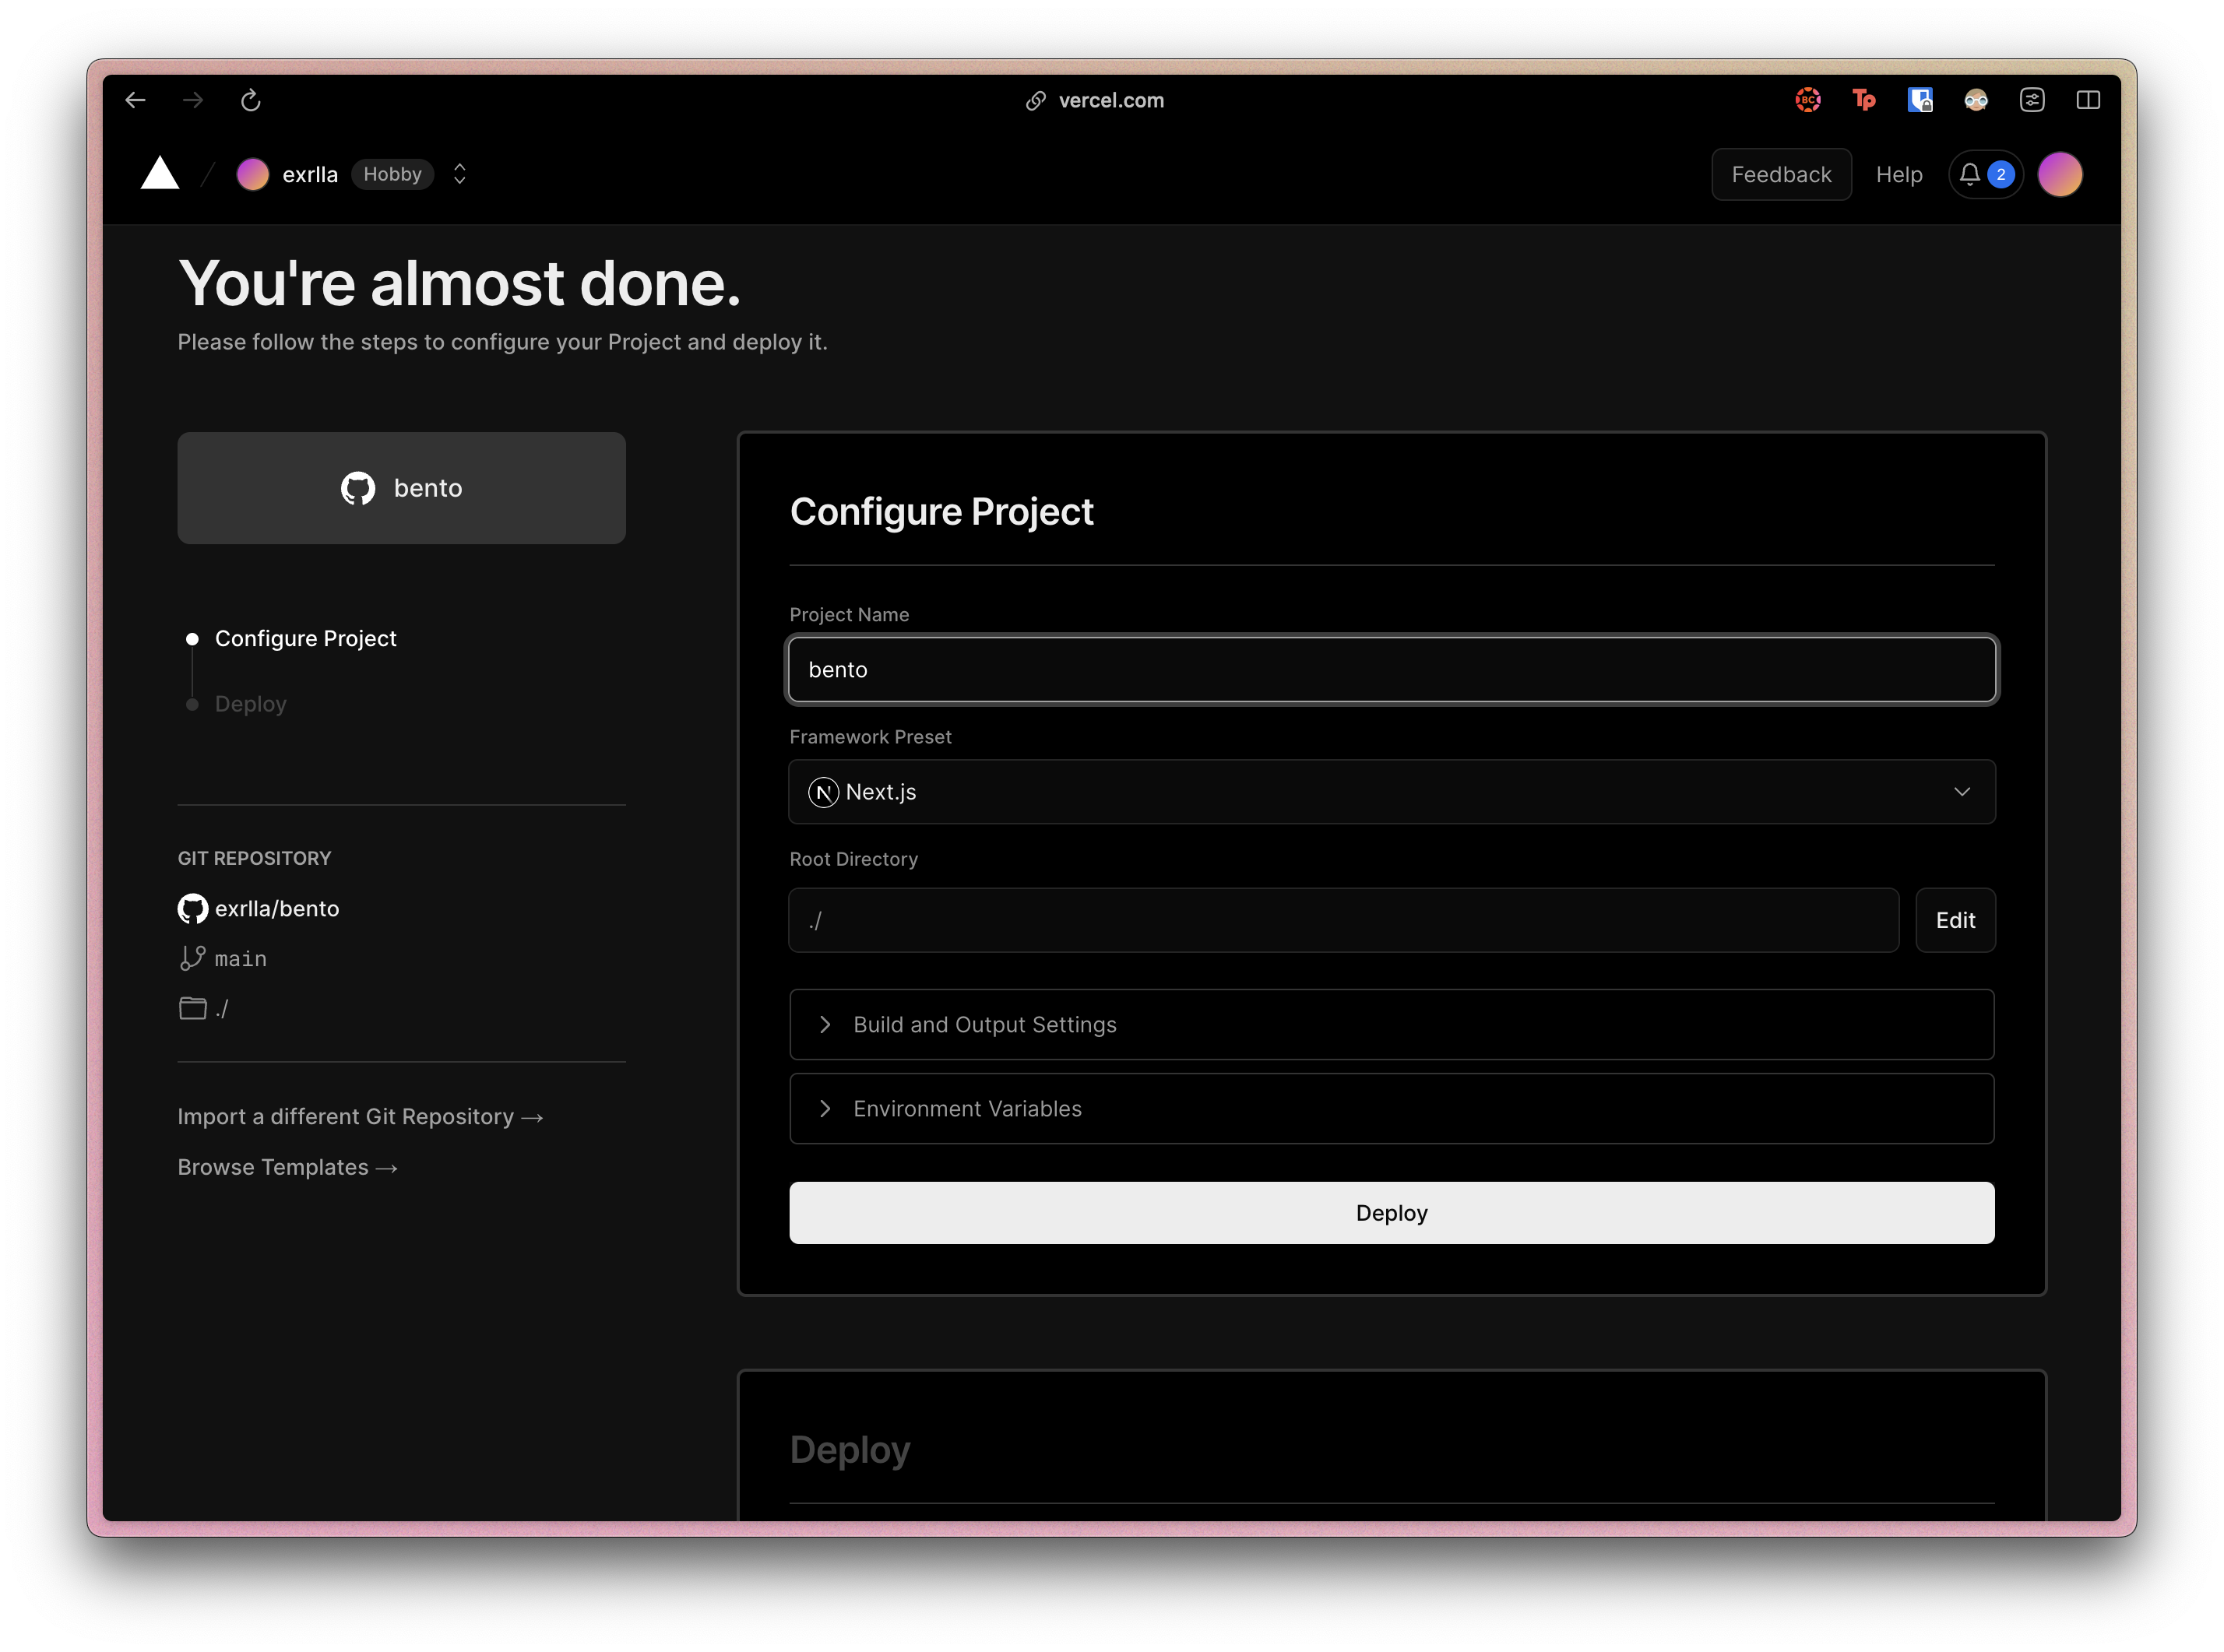 vercel.com
BC
Tp
exrlla Hobby
Feedback Help 2
You're almost done.
Please follow the steps to configure your Project and deploy it.
bento
Configure Project
Deploy
GIT REPOSITORY
exrlla/bento
main
./
Import a different Git Repository →
Browse Templates →
Configure Project
Project Name
bento
Framework Preset
N Next.js
Root Directory
./
Edit
Build and Output Settings
Environment Variables
Deploy
Deploy